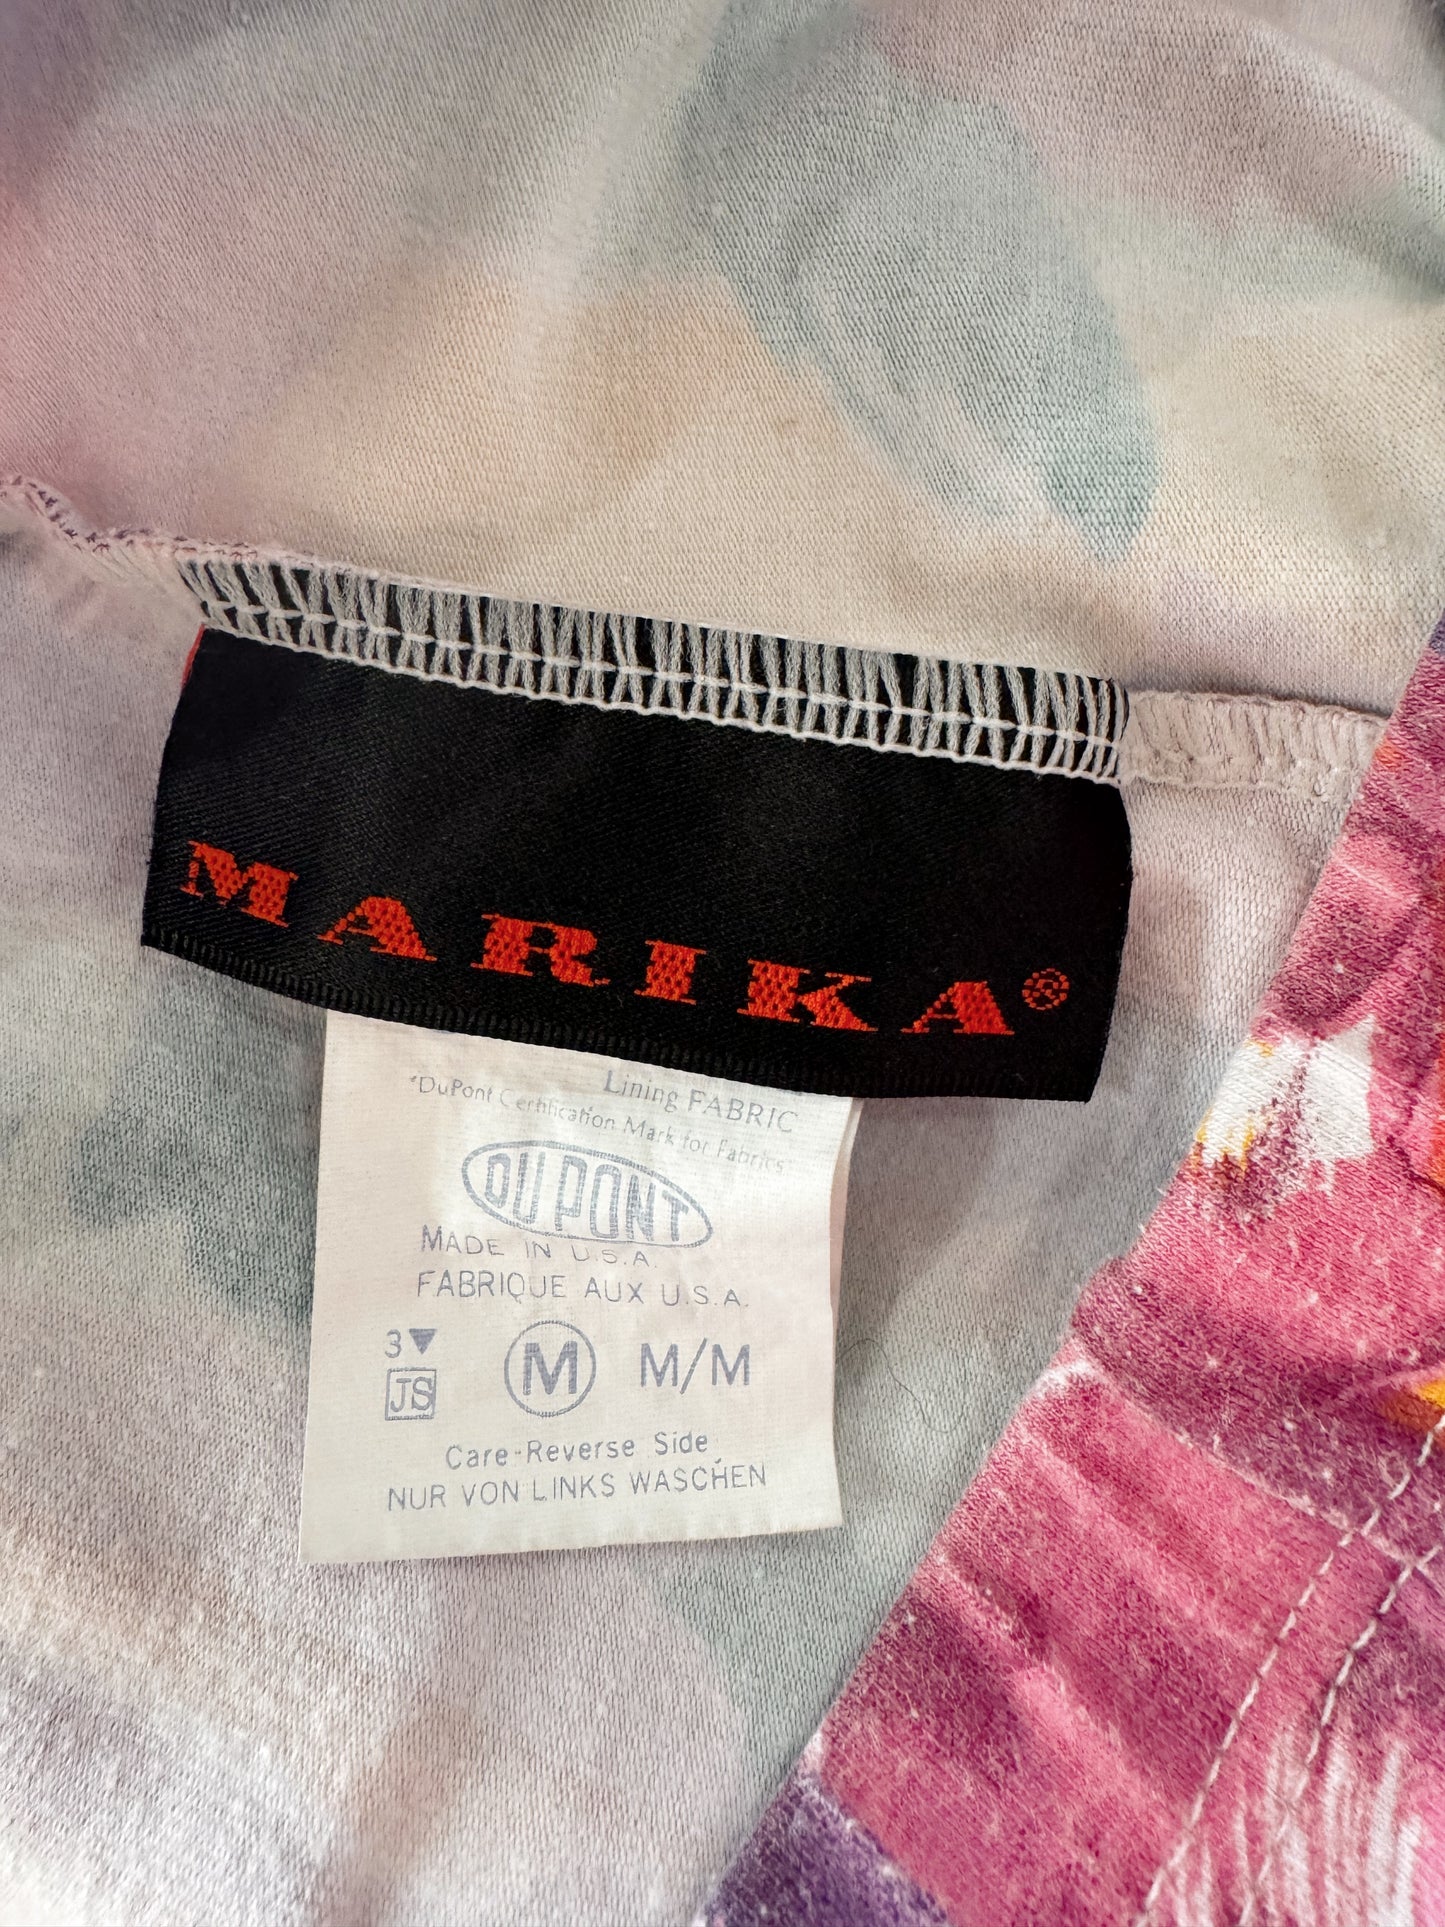 MARIKA®
Lining FABRIC
*DuPont Certification Mark for Fabrics
DU PONT
MADE IN U.S.A.
FABRIQUE AUX U.S.A.
3▼ M M/M
JS
Care-Reverse Side
NUR VON LINKS WASCHEN